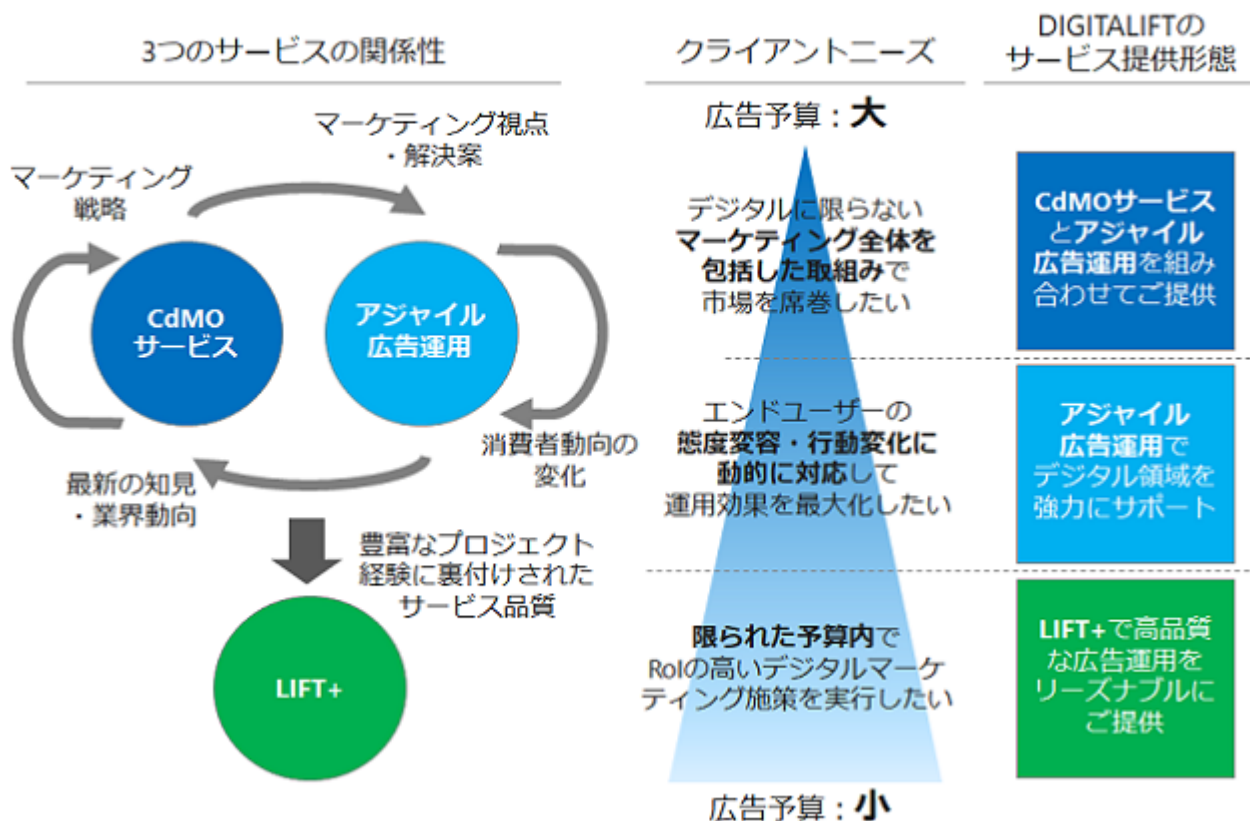 3つのサービスの関係性
マーケティング視点
・解決案
マーケティング
戦略
CdMO
サービス
アジャイル
広告運用
消費者動向の
変化
最新の知見
・業界動向
豊富なプロジェクト
経験に裏付けされた
サービス品質
LIFT+
クライアントニーズ
広告予算：大
デジタルに限らない
マーケティング全体を
包括した取組みで
市場を席巻したい
エンドユーザーの
態度変容・行動変化に
動的に対応して
運用効果を最大化したい
限られた予算内で
RoIの高いデジタルマーケ
ティング施策を実行したい
広告予算：小
DIGITALIFTの
サービス提供形態
CdMOサービス
とアジャイル
広告運用を組み
合わせてご提供
アジャイル
広告運用で
デジタル領域を
強力にサポート
LIFT+で高品質
な広告運用を
リーズナブルに
ご提供